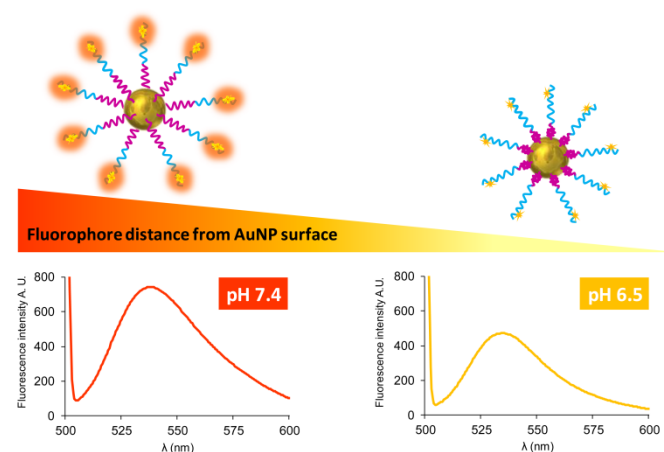 Fluorophore distance from AuNP surface
pH 7.4
Fluorescence intensity A. U.
800
600
400
200
0
500
525
550
575
600
λ (nm)
pH 6.5
Fluorescence intensity A. U.
800
600
400
200
0
500
525
550
575
600
λ (nm)